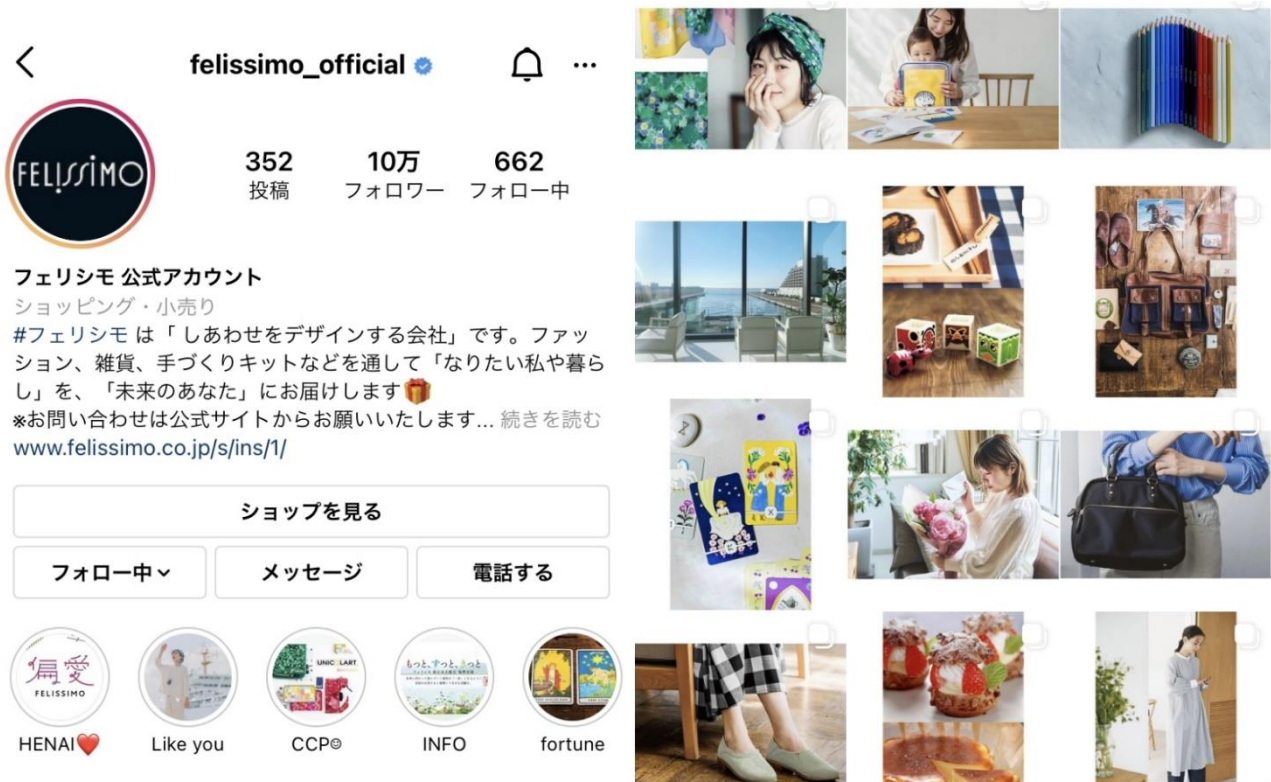 felissimo_official
FELISSIMO
352
10万
662
投稿
フォロワー
フォロー中
フェリシモ 公式アカウント
ショッピング・小売り
#フェリシモ は「 しあわせをデザインする会社」です。ファッ
ション、雑貨、手づくりキットなどを通して「なりたい私や暮ら
し」を、「未来のあなた」にお届けします🎁
※お問い合わせは公式サイトからお願いいたします... 続きを読む
www.felissimo.co.jp/s/ins/1/
ショップを見る
フォロー中
メッセージ
電話する
偏愛
FELISSIMO
UNICOLART
もっと、ずっと、きっと
HENAI❤️
Like you
CCP☺
INFO
fortune